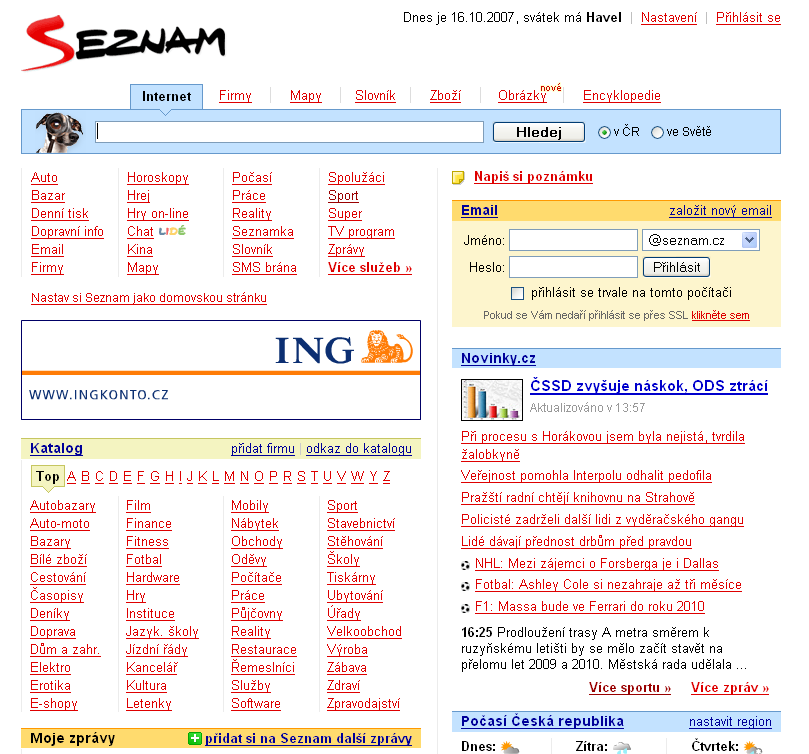 Dnes je 16.10.2007, svátek má Havel | Nastavení | Přihlásit se
SEZNAM
Internet Firmy Mapy Slovník Zboží Obrázky nové Encyklopedie
Hledej v ČR ve Světě
Auto Horoskopy Počasí Spolužáci
Bazar Hrej Práce Sport
Denní tisk Hry on-line Reality Super
Dopravní info Chat LIDÉ Seznamka TV program
Email Kina Slovník Zprávy
Firmy Mapy SMS brána Více služeb »
Nastav si Seznam jako domovskou stránku
ING
WWW.INGKONTO.CZ
Katalog přidat firmu | odkaz do katalogu
Top A B C D E F G H I J K L M N O P R S T U V W Y Z
Autobazary Film Mobily Sport
Auto-moto Finance Nábytek Stavebnictví
Bazary Fitness Obchody Stěhování
Bílé zboží Fotbal Oděvy Školy
Cestování Hardware Počítače Tiskárny
Časopisy Hry Práce Ubytování
Deníky Instituce Půjčovny Úřady
Doprava Jazyk. školy Reality Velkoobchod
Dům a zahr. Jízdní řády Restaurace Výroba
Elektro Kancelář Řemeslníci Zábava
Erotika Kultura Služby Zdraví
E-shopy Letenky Software Zpravodajství
Moje zprávy přidat si na Seznam další zprávy
Napiš si poznámku
Email založit nový email
Jméno: @seznam.cz
Heslo: Přihlásit
přihlásit se trvale na tomto počítači
Pokud se Vám nedaří přihlásit se přes SSL klikněte sem
Novinky.cz
ČSSD zvyšuje náskok, ODS ztrácí
Aktualizováno v 13:57
Při procesu s Horákovou jsem byla nejistá, tvrdila
žalobkyně
Veřejnost pomohla Interpolu odhalit pedofila
Pražští radní chtějí knihovnu na Strahově
Policisté zadrželi další lidi z vyděračského gangu
Lidé dávají přednost drbům před pravdou
NHL: Mezi zájemci o Forsberga je i Dallas
Fotbal: Ashley Cole si nezahraje až tři měsíce
F1: Massa bude ve Ferrari do roku 2010
16:25 Prodloužení trasy A metra směrem k
ruzyňskému letišti by se mělo začít stavět na
přelomu let 2009 a 2010. Městská rada udělala ...
Více sportu » Více zpráv »
Počasí Česká republika nastavit region
Dnes: Zítra: Čtvrtek: